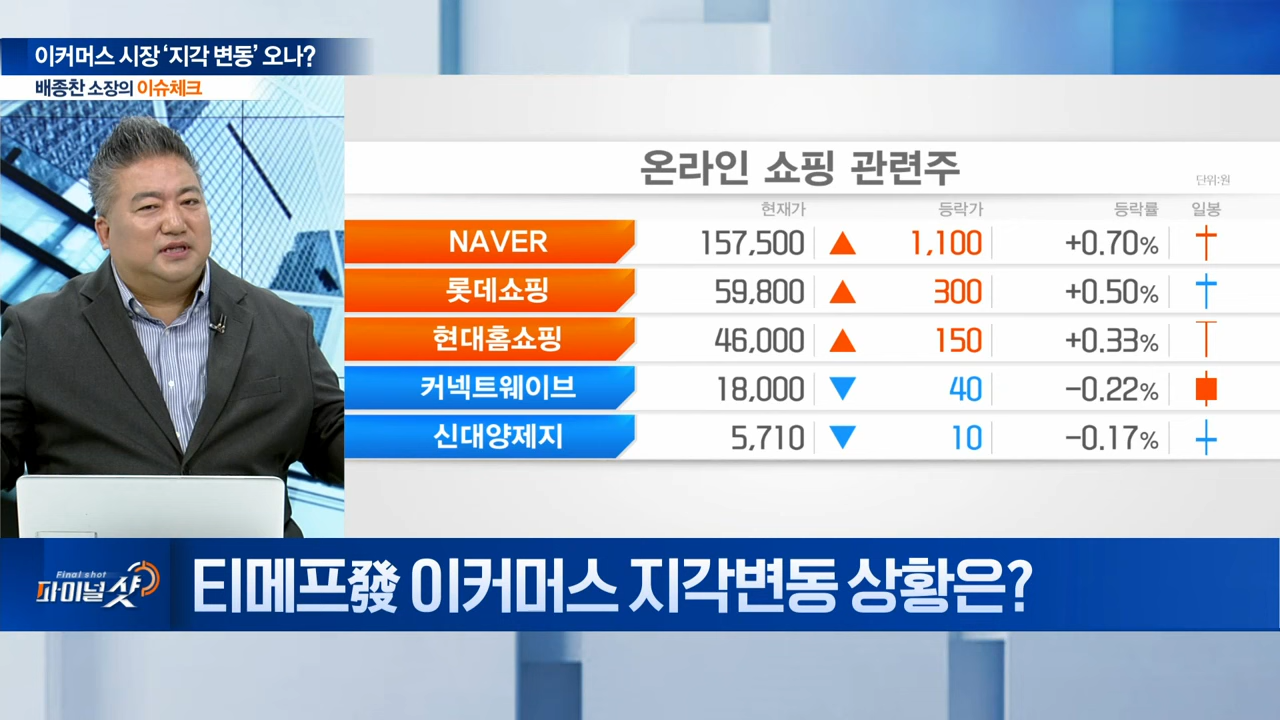 이커머스 시장 '지각 변동' 오나?
배종찬 소장의 이슈체크
온라인 쇼핑 관련주
단위:원
현재가 등락가 등락률 일봉
NAVER 157,500 ▲ 1,100 +0.70%
롯데쇼핑 59,800 ▲ 300 +0.50%
현대홈쇼핑 46,000 ▲ 150 +0.33%
커넥트웨이브 18,000 ▼ 40 -0.22%
신대양제지 5,710 ▼ 10 -0.17%
Final shot
파이널 샷
티메프發 이커머스 지각변동 상황은?